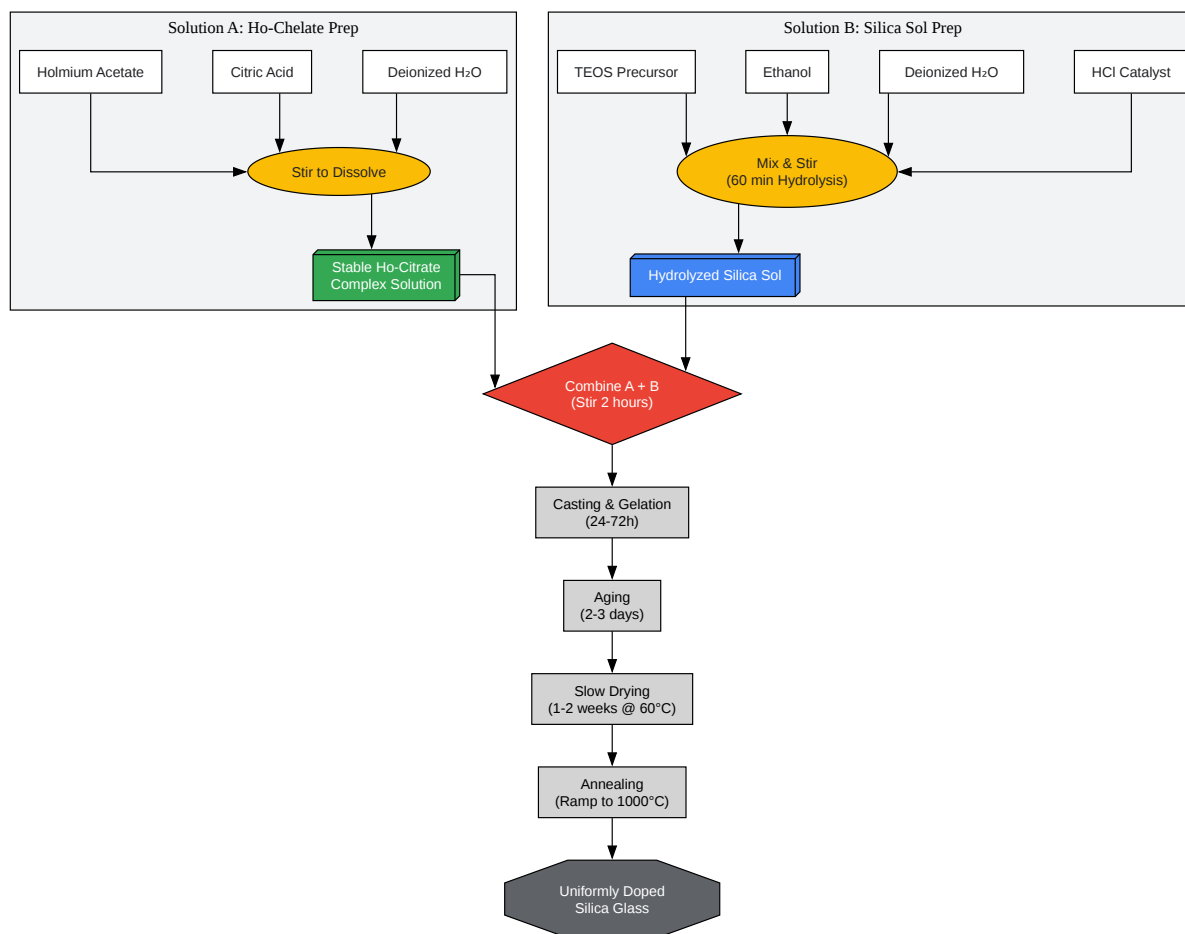 Solution A: Ho-Chelate Prep
Holmium Acetate
Citric Acid
Deionized H₂O
Stir to Dissolve
Stable Ho-Citrate
Complex Solution
Solution B: Silica Sol Prep
TEOS Precursor
Ethanol
Deionized H₂O
HCl Catalyst
Mix & Stir
(60 min Hydrolysis)
Hydrolyzed Silica Sol
Combine A + B
(Stir 2 hours)
Casting & Gelation
(24-72h)
Aging
(2-3 days)
Slow Drying
(1-2 weeks @ 60°C)
Annealing
(Ramp to 1000°C)
Uniformly Doped
Silica Glass